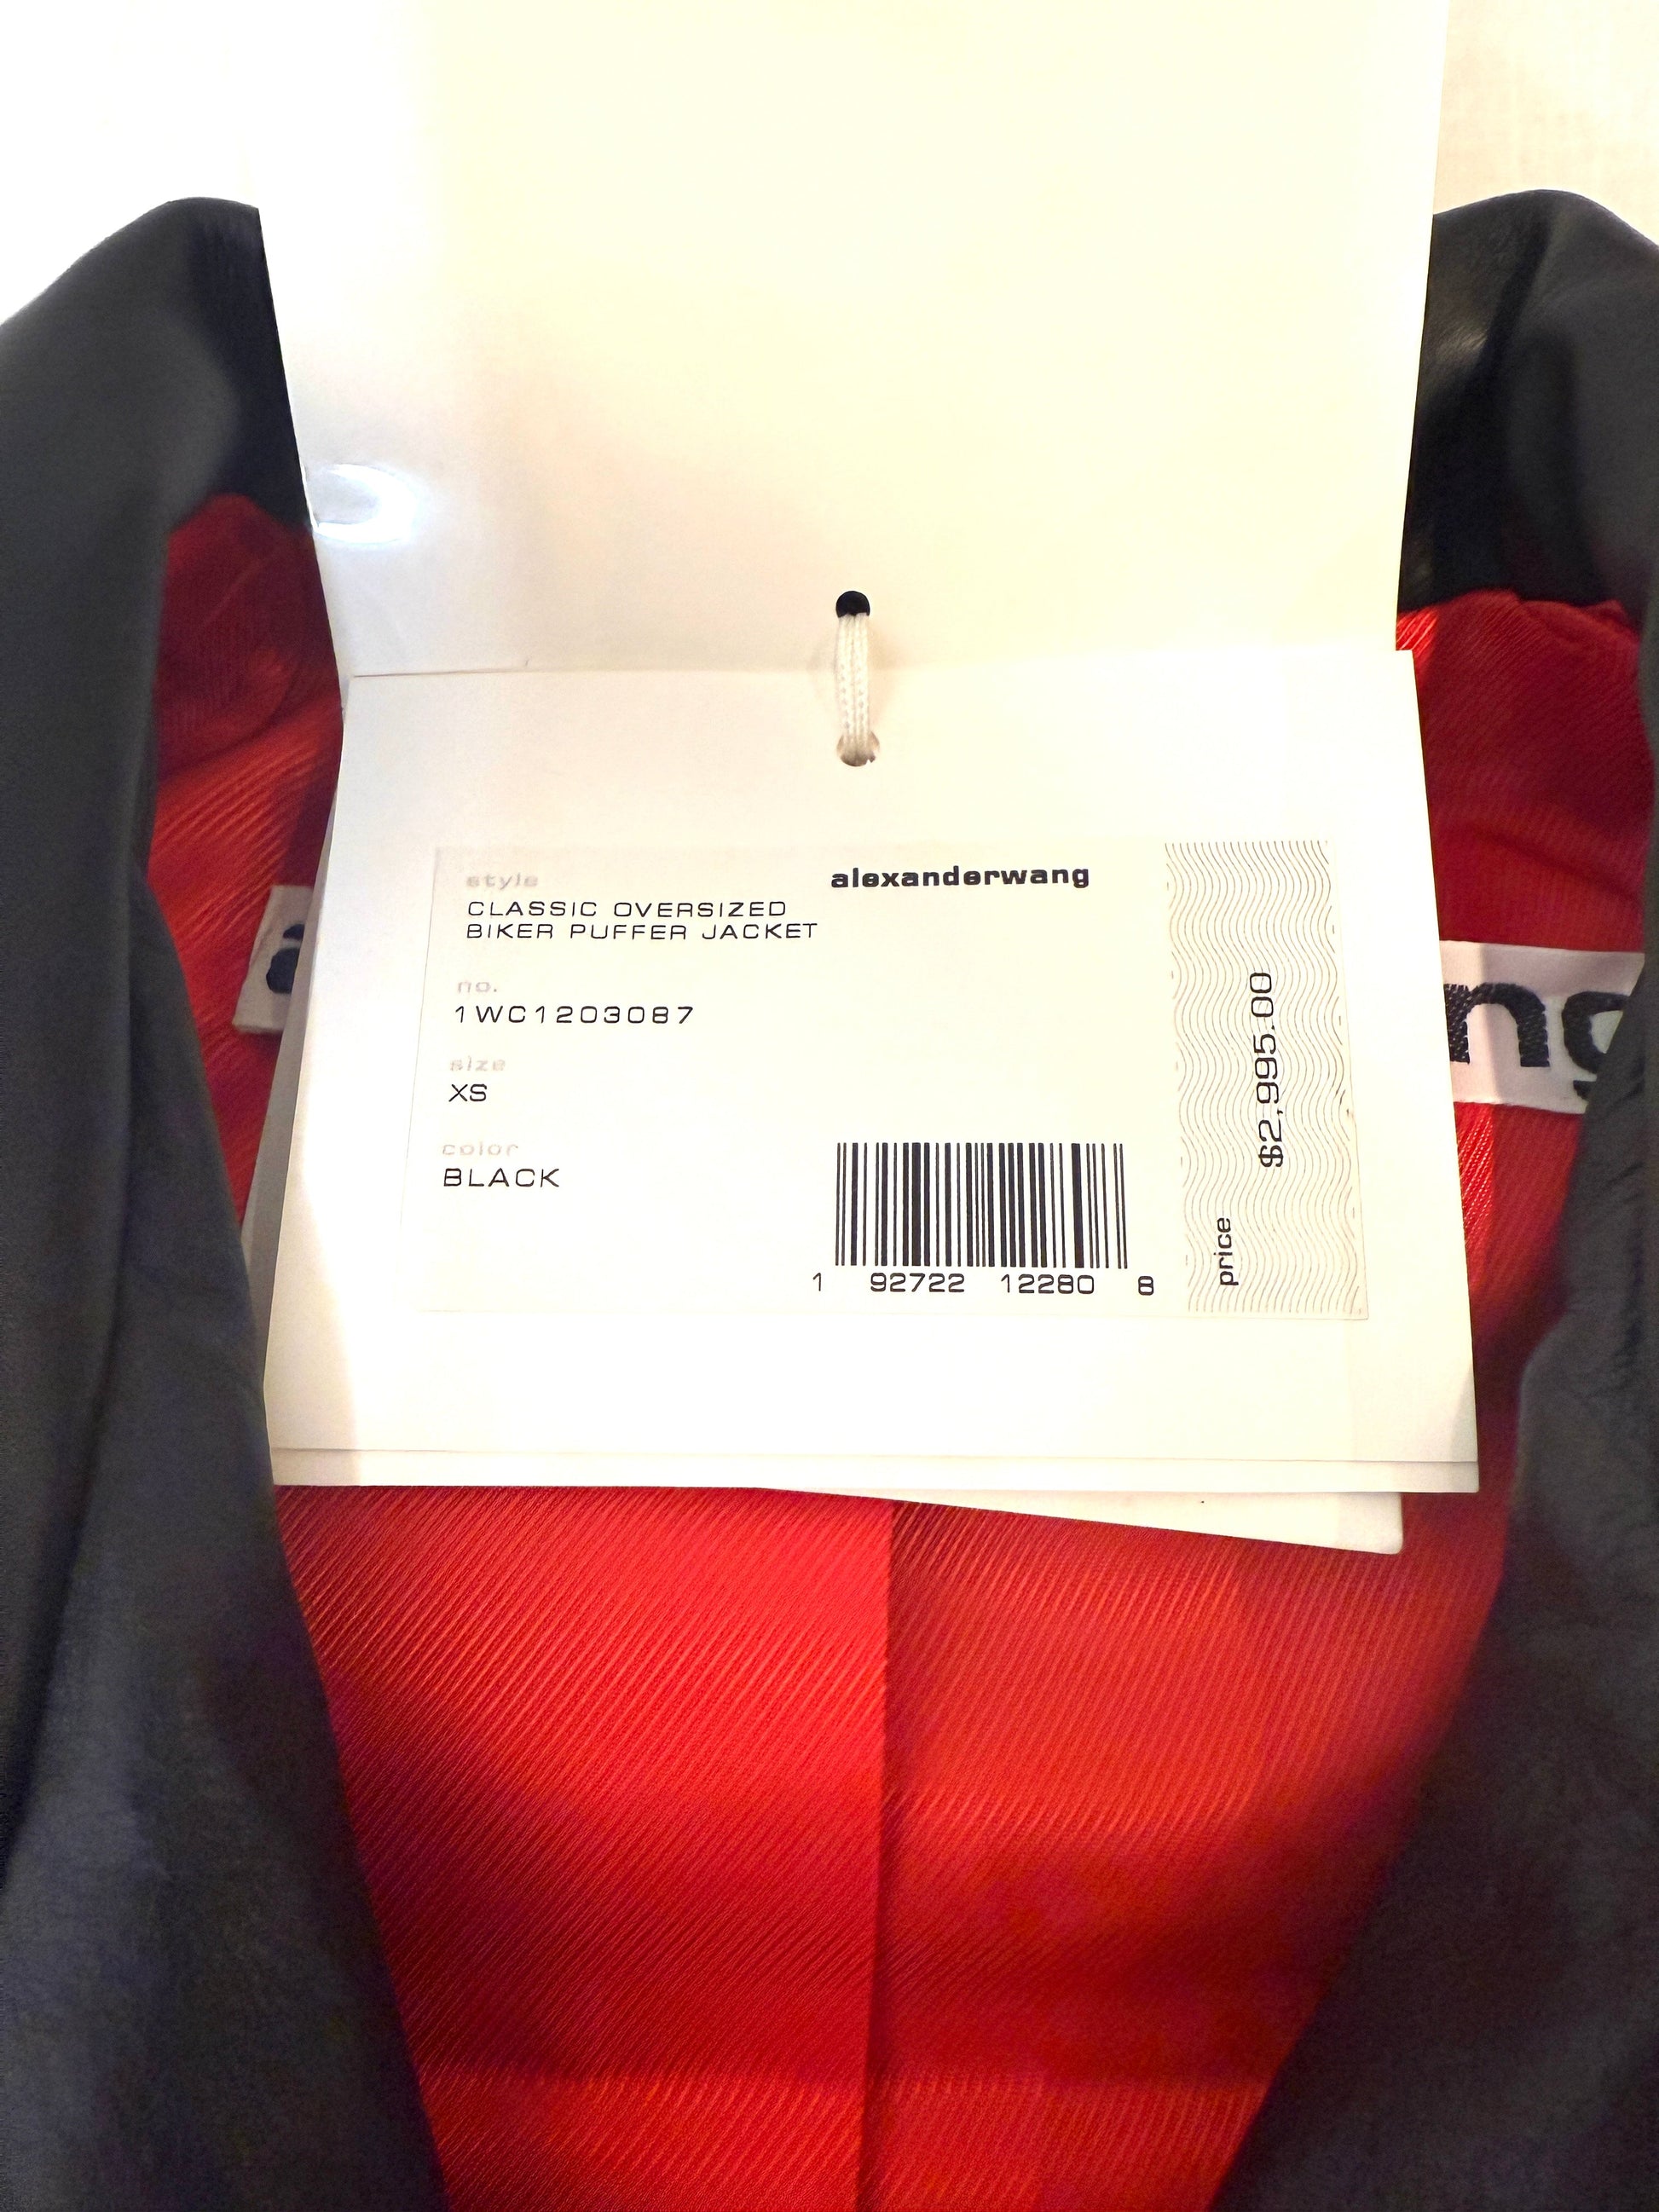 style
alexanderwang
CLASSIC OVERSIZED
BIKER PUFFER JACKET
no.
1WC1203087
size
XS
color
BLACK
1 92722 12280 8
price
$2,995.00
a
ng